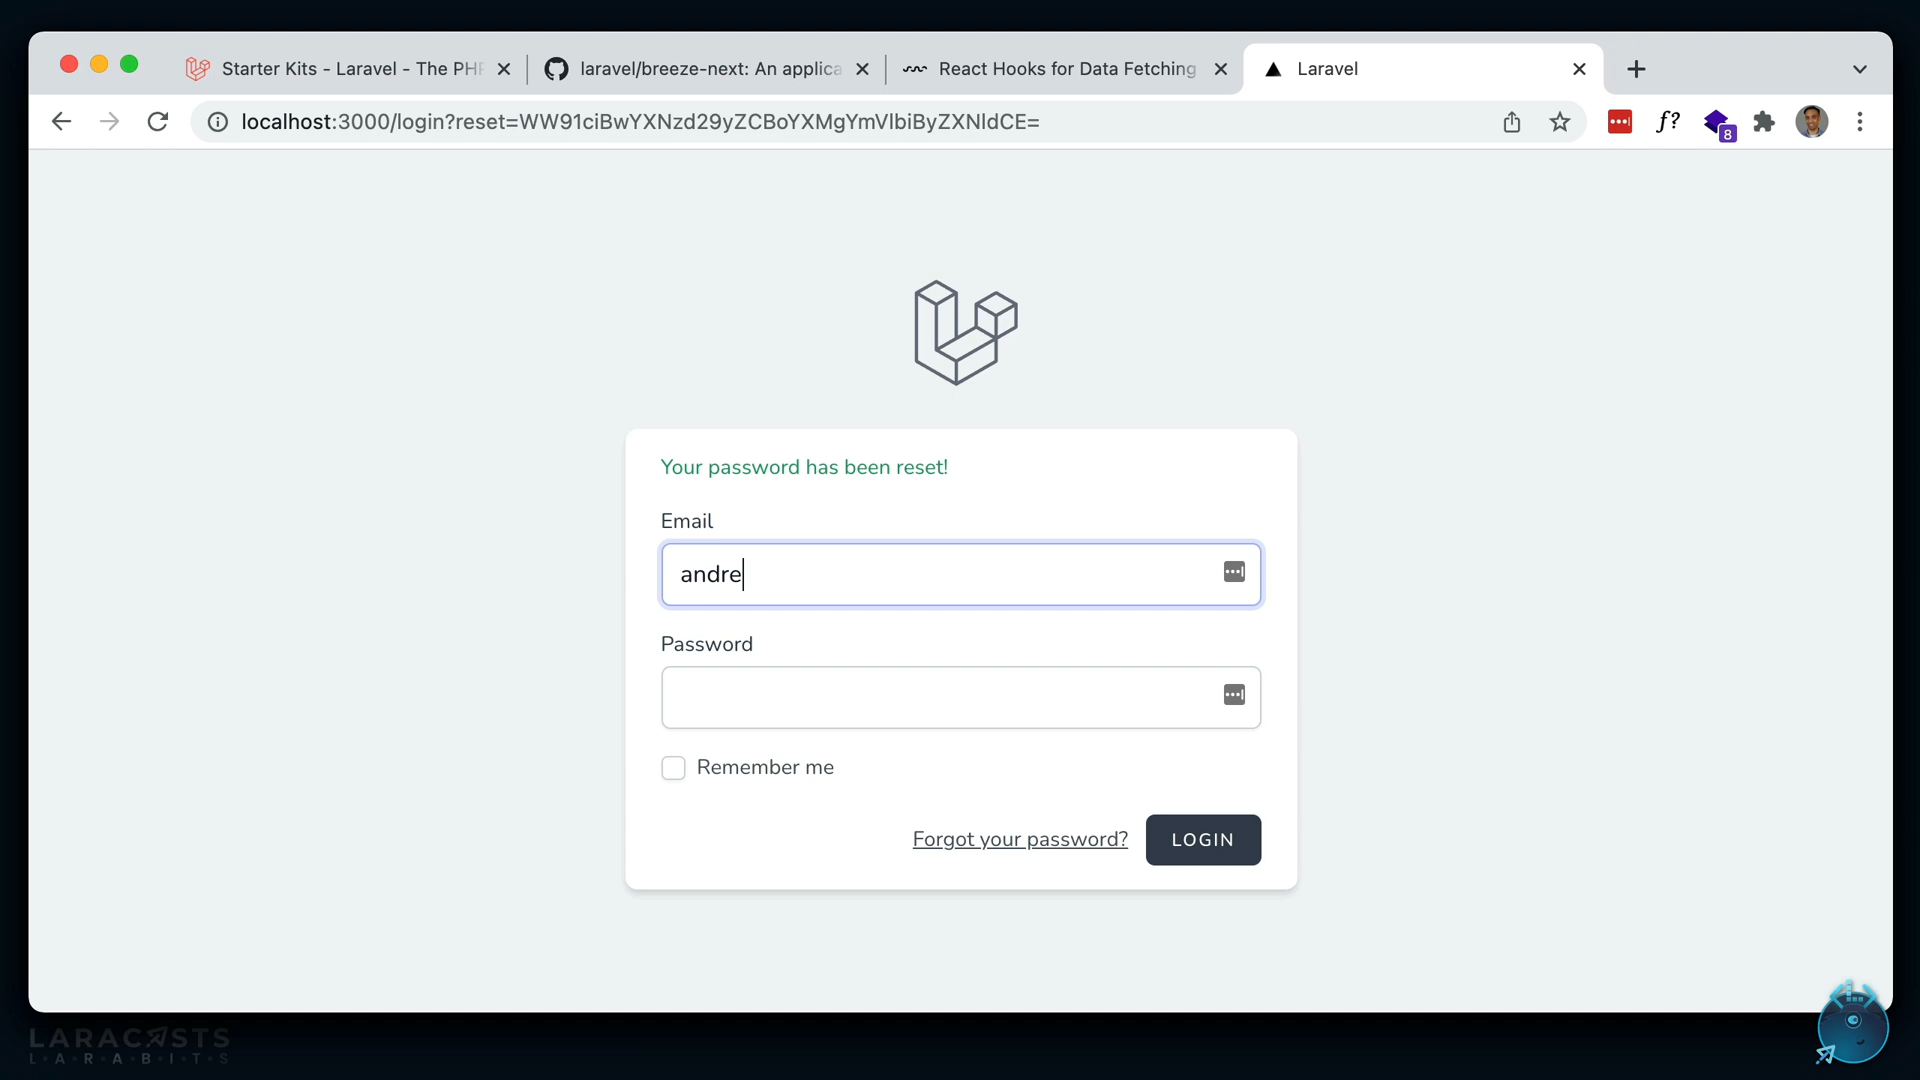 Starter Kits - Laravel - The PHP
laravel/breeze-next: An applica
React Hooks for Data Fetching
Laravel
localhost:3000/login?reset=WW91ciBwYXNzd29yZCBoYXMgYmVlbiByZXNldCE=
f?
8
Your password has been reset!
Email
andre
Password
Remember me
Forgot your password?
LOGIN
LARACASTS
L·A·R·A·B·I·T·S